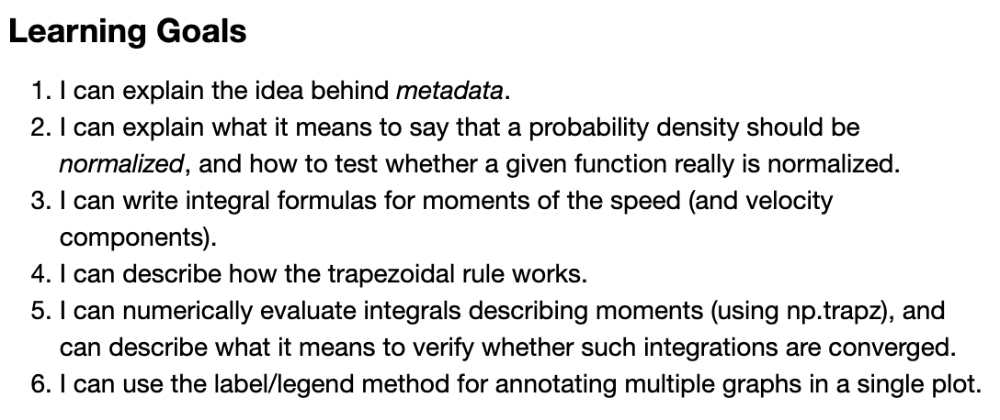 Learning Goals
1. I can explain the idea behind metadata.
2. I can explain what it means to say that a probability density should be
normalized, and how to test whether a given function really is normalized.
3. I can write integral formulas for moments of the speed (and velocity
components).
4. I can describe how the trapezoidal rule works.
5. I can numerically evaluate integrals describing moments (using np.trapz), and
can describe what it means to verify whether such integrations are converged.
6. I can use the label/legend method for annotating multiple graphs in a single plot.